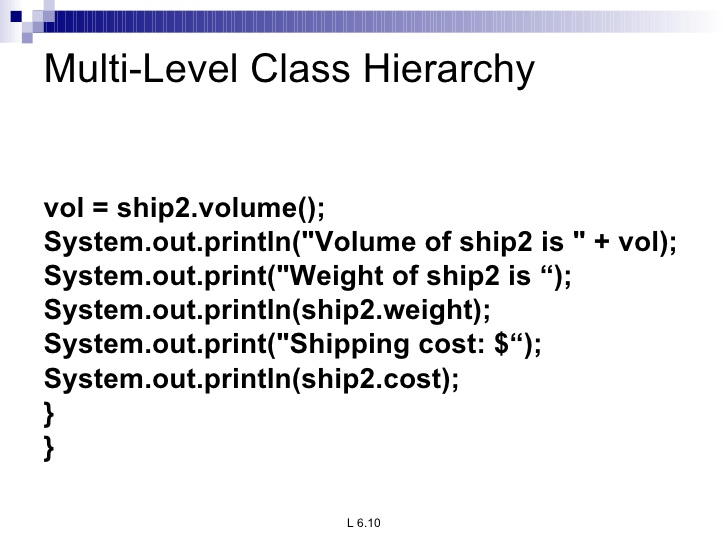 Multi-Level Class Hierarchy
vol = ship2.volume();
System.out.println("Volume of ship2 is " + vol);
System.out.print("Weight of ship2 is “);
System.out.println(ship2.weight);
System.out.print("Shipping cost: $“);
System.out.println(ship2.cost);
}
}
L 6.10